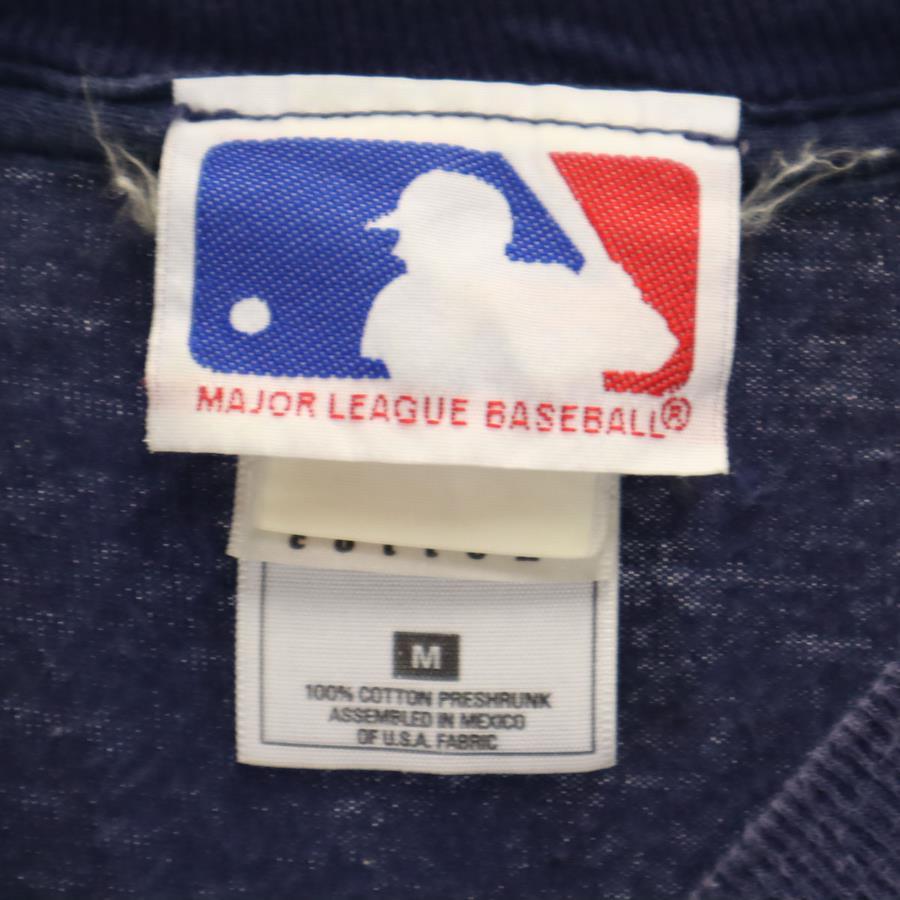 MAJOR LEAGUE BASEBALL®
M
100% COTTON PRESHRUNK
ASSEMBLED IN MEXICO
OF U.S.A. FABRIC